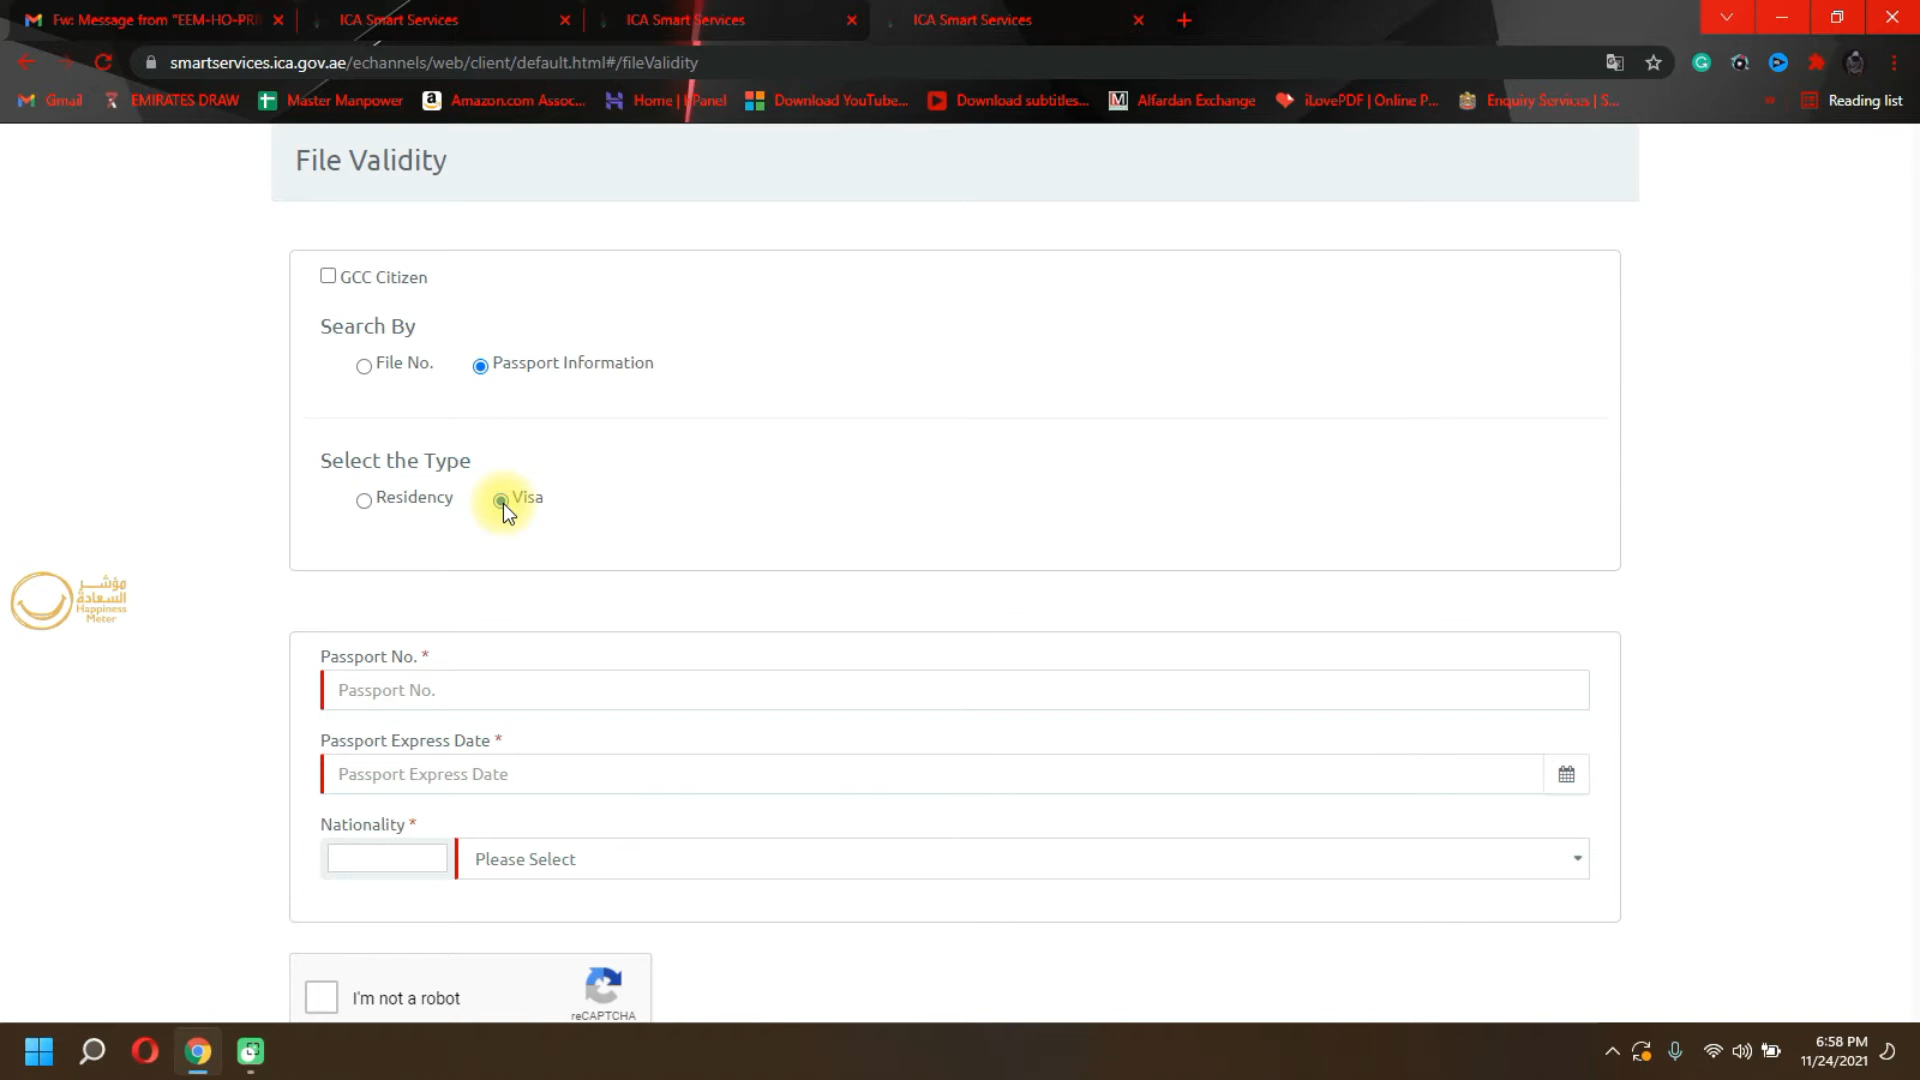 Fw: Message from "EEM-HO-PRI
ICA Smart Services
ICA Smart Services
ICA Smart Services
smartservices.ica.gov.ae/echannels/web/client/default.html#/fileValidity
Gmail
EMIRATES DRAW
Master Manpower
Amazon.com Assoc...
Home | hPanel
Download YouTube...
Download subtitles...
Alfardan Exchange
iLovePDF | Online P...
Enquiry Services | S...
Reading list
File Validity
GCC Citizen
Search By
File No. Passport Information
Select the Type
Residency Visa
مؤشر
السعادة
Happiness
Meter
Passport No. *
Passport No.
Passport Express Date *
Passport Express Date
Nationality *
Please Select
I'm not a robot
reCAPTCHA
6:58 PM
11/24/2021